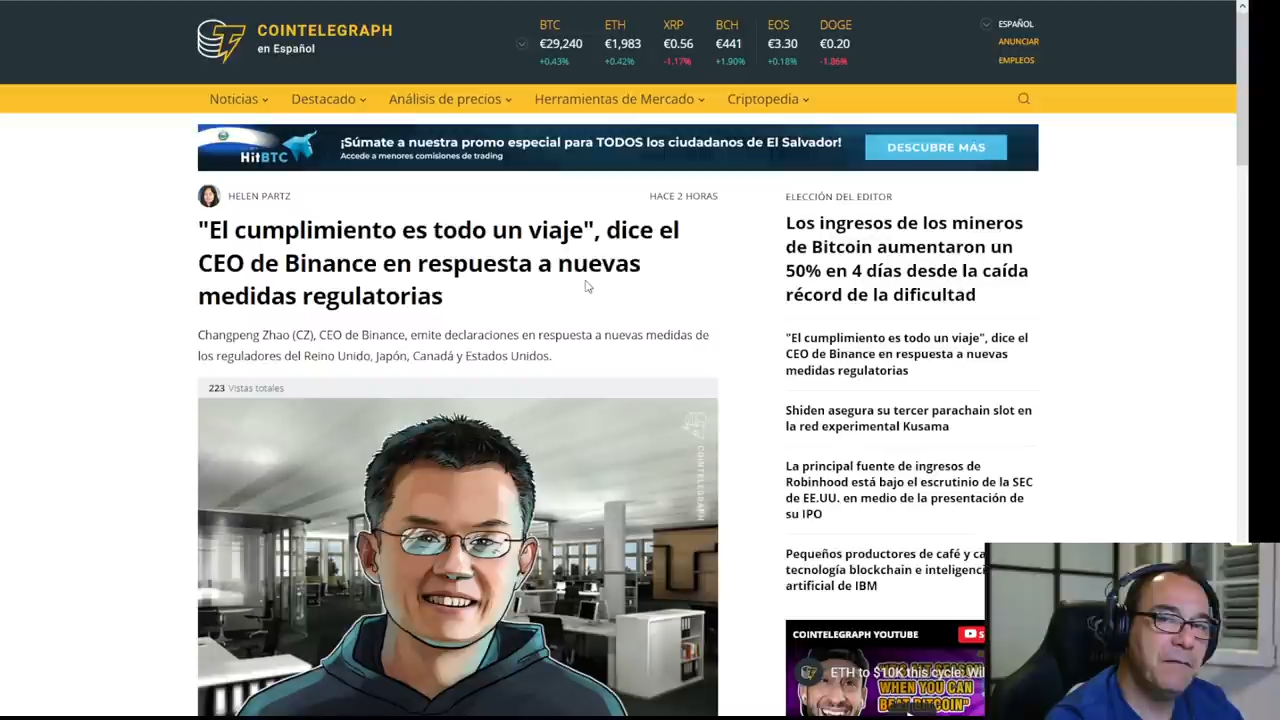 COINTELEGRAPH
en Español
BTC ETH XRP BCH EOS DOGE
€29,240 €1,983 €0.56 €441 €3.30 €0.20
+0.43% +0.42% -1.17% +1.90% +0.18% -1.86%
ESPAÑOL
ANUNCIAR
EMPLEOS
Noticias Destacado Análisis de precios Herramientas de Mercado Criptopedia
HitBTC
¡Súmate a nuestra promo especial para TODOS los ciudadanos de El Salvador!
Accede a menores comisiones de trading
DESCUBRE MÁS
HELEN PARTZ
HACE 2 HORAS
"El cumplimiento es todo un viaje", dice el
CEO de Binance en respuesta a nuevas
medidas regulatorias
Changpeng Zhao (CZ), CEO de Binance, emite declaraciones en respuesta a nuevas medidas de
los reguladores del Reino Unido, Japón, Canadá y Estados Unidos.
223 Vistas totales
COINTELEGRAPH
ELECCIÓN DEL EDITOR
Los ingresos de los mineros
de Bitcoin aumentaron un
50% en 4 días desde la caída
récord de la dificultad
"El cumplimiento es todo un viaje", dice el
CEO de Binance en respuesta a nuevas
medidas regulatorias
Shiden asegura su tercer parachain slot en
la red experimental Kusama
La principal fuente de ingresos de
Robinhood está bajo el escrutinio de la SEC
de EE.UU. en medio de la presentación de
su IPO
Pequeños productores de café y ca
tecnología blockchain e inteligenci
artificial de IBM
COINTELEGRAPH YOUTUBE
S
ETH to $10K this cycle: Wil
WHEN YOU CAN
BEAT BITCOIN"